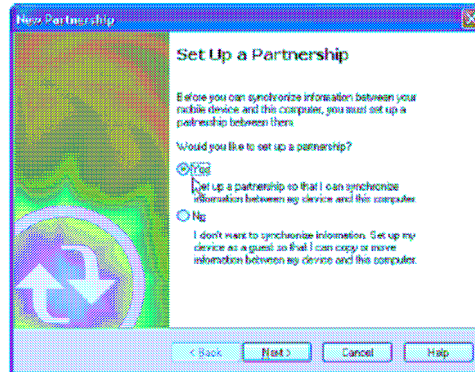 New Partnership
Set Up a Partnership
Before you can synchronize information between your
mobile device and this computer, you must set up a
partnership between them.
Would you like to set up a partnership?
Yes
Set up a partnership so that I can synchronize
information between my device and this computer.
No
I don't want to synchronize information. Set up my
device as a guest so that I can copy or move
information between my device and this computer.
< Back
Next >
Cancel
Help